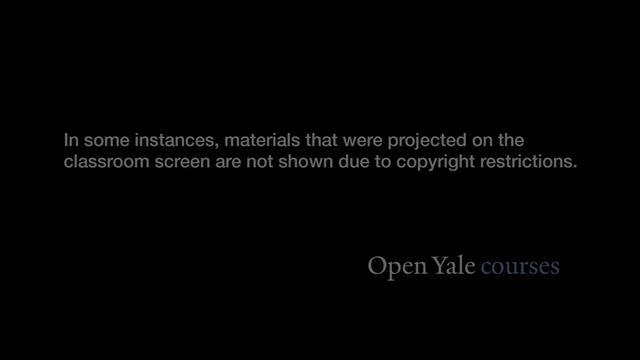 In some instances, materials that were projected on the
classroom screen are not shown due to copyright restrictions.
Open Yale courses